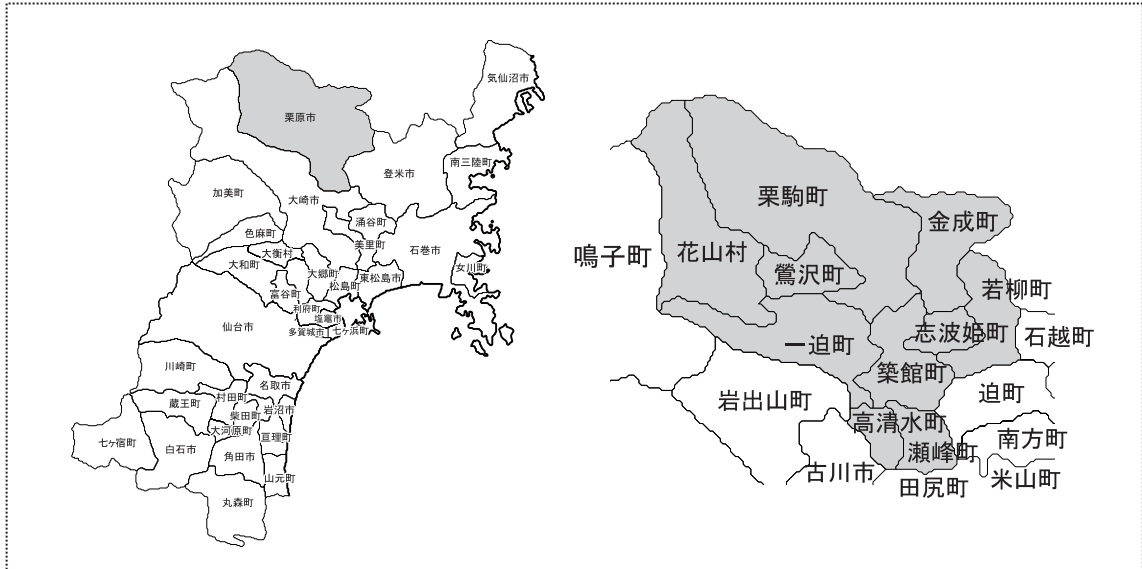 気仙沼市
栗原市
南三陸町
登米市
加美町
大崎市
涌谷町
色麻町
美里町
石巻市
大衡村
大和町
大郷町
女川町
東松島市
松島町
富谷町
利府町
塩竈市
仙台市
多賀城市
七ヶ浜町
川崎町
名取市
村田町
蔵王町
岩沼市
柴田町
大河原町
亘理町
七ヶ宿町
白石市
角田市
山元町
丸森町
栗駒町
金成町
花山村
鳴子町
鶯沢町
若柳町
志波姫町
石越町
一迫町
築館町
迫町
岩出山町
高清水町
南方町
瀬峰町
古川市
米山町
田尻町